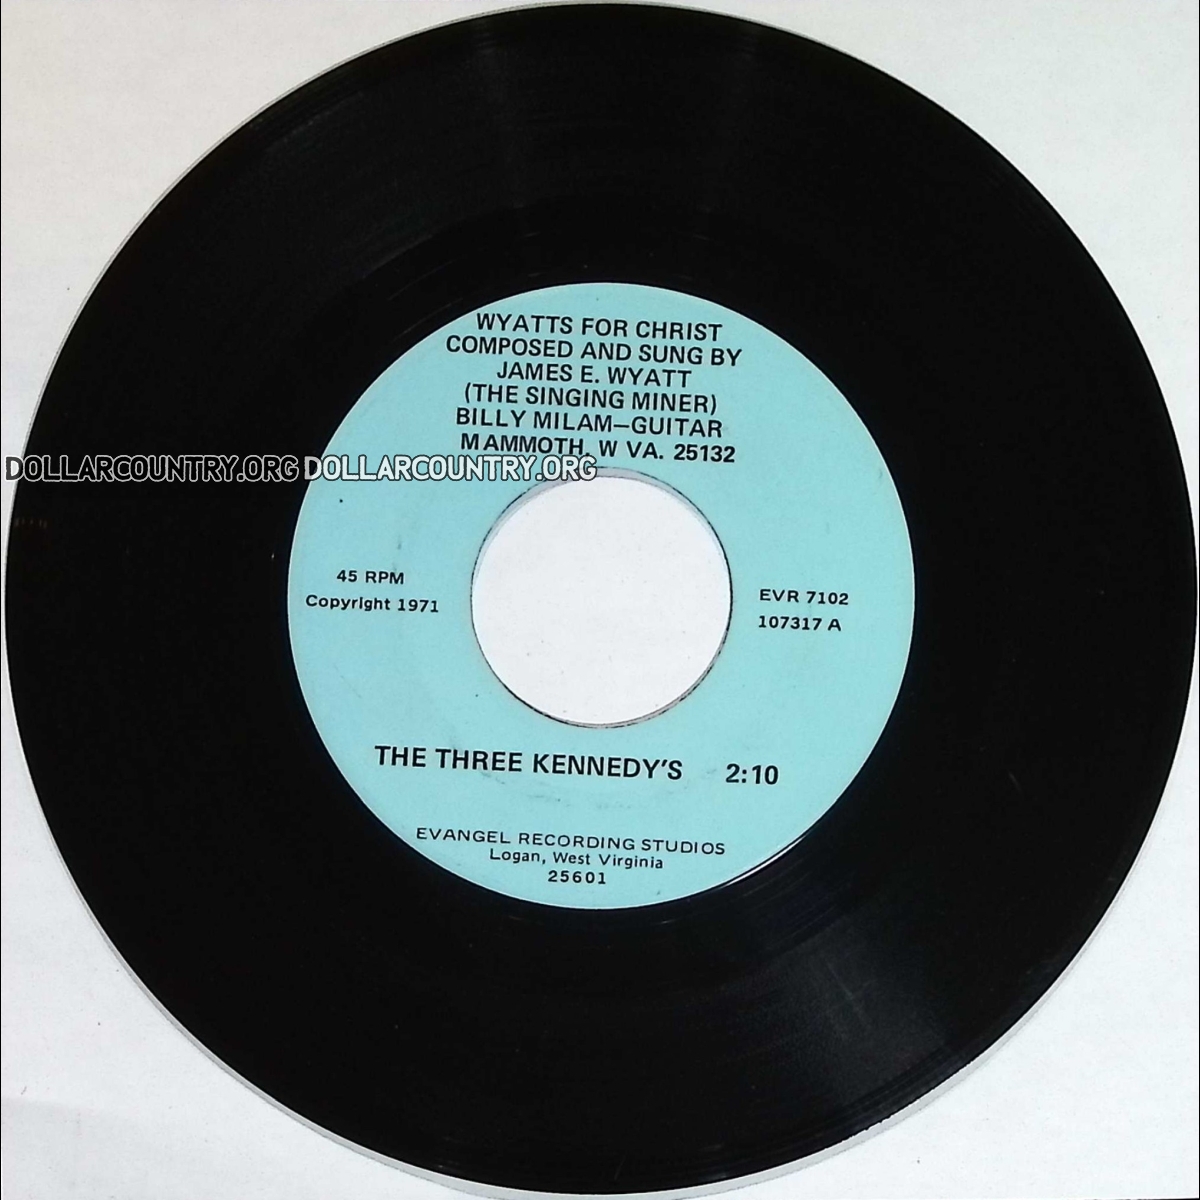 WYATTS FOR CHRIST
COMPOSED AND SUNG BY
JAMES E. WYATT
(THE SINGING MINER)
BILLY MILAM—GUITAR
MAMMOTH, W VA. 25132
DOLLARCOUNTRY.ORG DOLLARCOUNTRY.ORG
45 RPM
Copyright 1971
EVR 7102
107317 A
THE THREE KENNEDY'S 2:10
EVANGEL RECORDING STUDIOS
Logan, West Virginia
25601